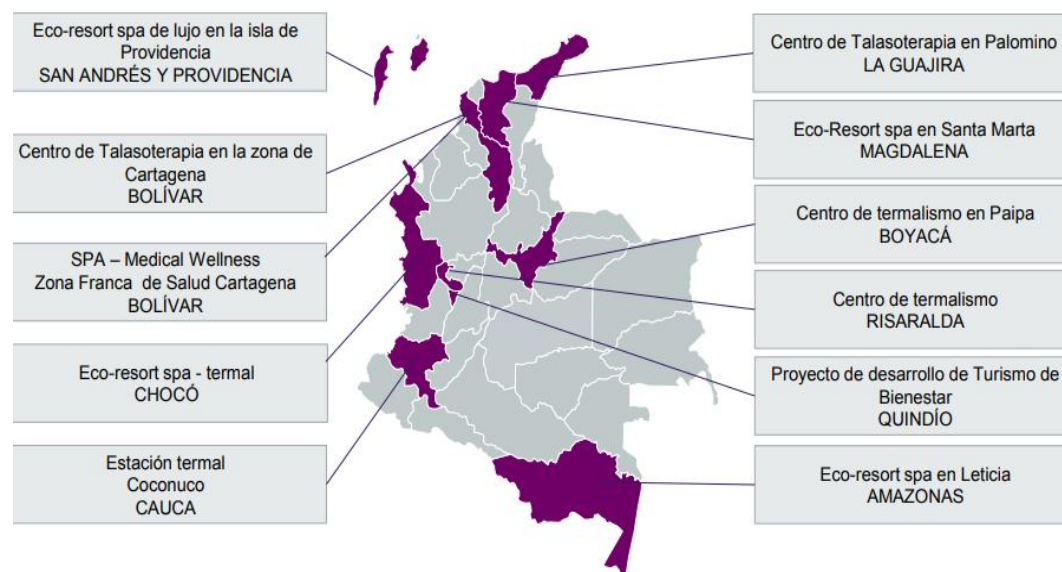 Eco-resort spa de lujo en la isla de
Providencia
SAN ANDRÉS Y PROVIDENCIA
Centro de Talasoterapia en la zona de
Cartagena
BOLÍVAR
SPA – Medical Wellness
Zona Franca de Salud Cartagena
BOLÍVAR
Eco-resort spa - termal
CHOCÓ
Estación termal
Coconuco
CAUCA
Centro de Talasoterapia en Palomino
LA GUAJIRA
Eco-Resort spa en Santa Marta
MAGDALENA
Centro de termalismo en Paipa
BOYACÁ
Centro de termalismo
RISARALDA
Proyecto de desarrollo de Turismo de
Bienestar
QUINDÍO
Eco-resort spa en Leticia
AMAZONAS